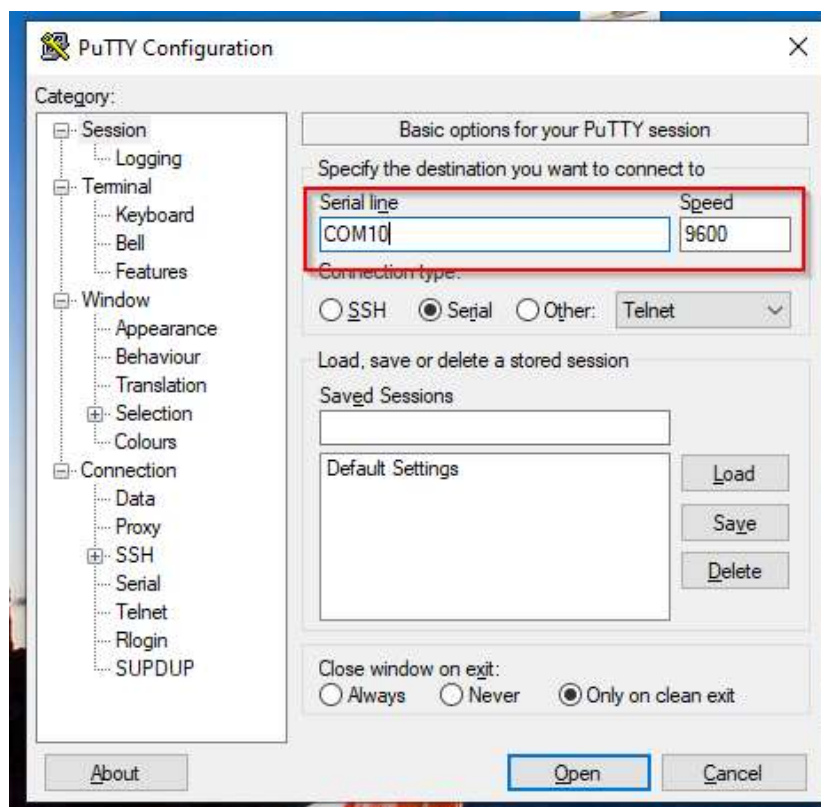 PuTTY Configuration
Category:
Session
Logging
Terminal
Keyboard
Bell
Features
Window
Appearance
Behaviour
Translation
Selection
Colours
Connection
Data
Proxy
SSH
Serial
Telnet
Rlogin
SUPDUP
Basic options for your PuTTY session
Specify the destination you want to connect to
Serial line Speed
COM10 9600
Connection type:
SSH Serial Other: Telnet
Load, save or delete a stored session
Saved Sessions
Default Settings
Load
Save
Delete
Close window on exit:
Always Never Only on clean exit
About Open Cancel